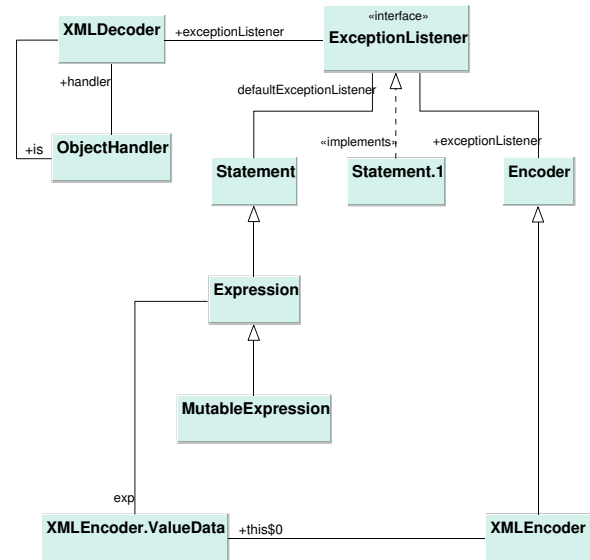 «interface»
XMLDecoder
+exceptionListener
ExceptionListener
+handler
defaultExceptionListener
+is
ObjectHandler
«implements»
+exceptionListener
Statement
Statement.1
Encoder
Expression
MutableExpression
exp
XMLEncoder.ValueData
+this$0
XMLEncoder